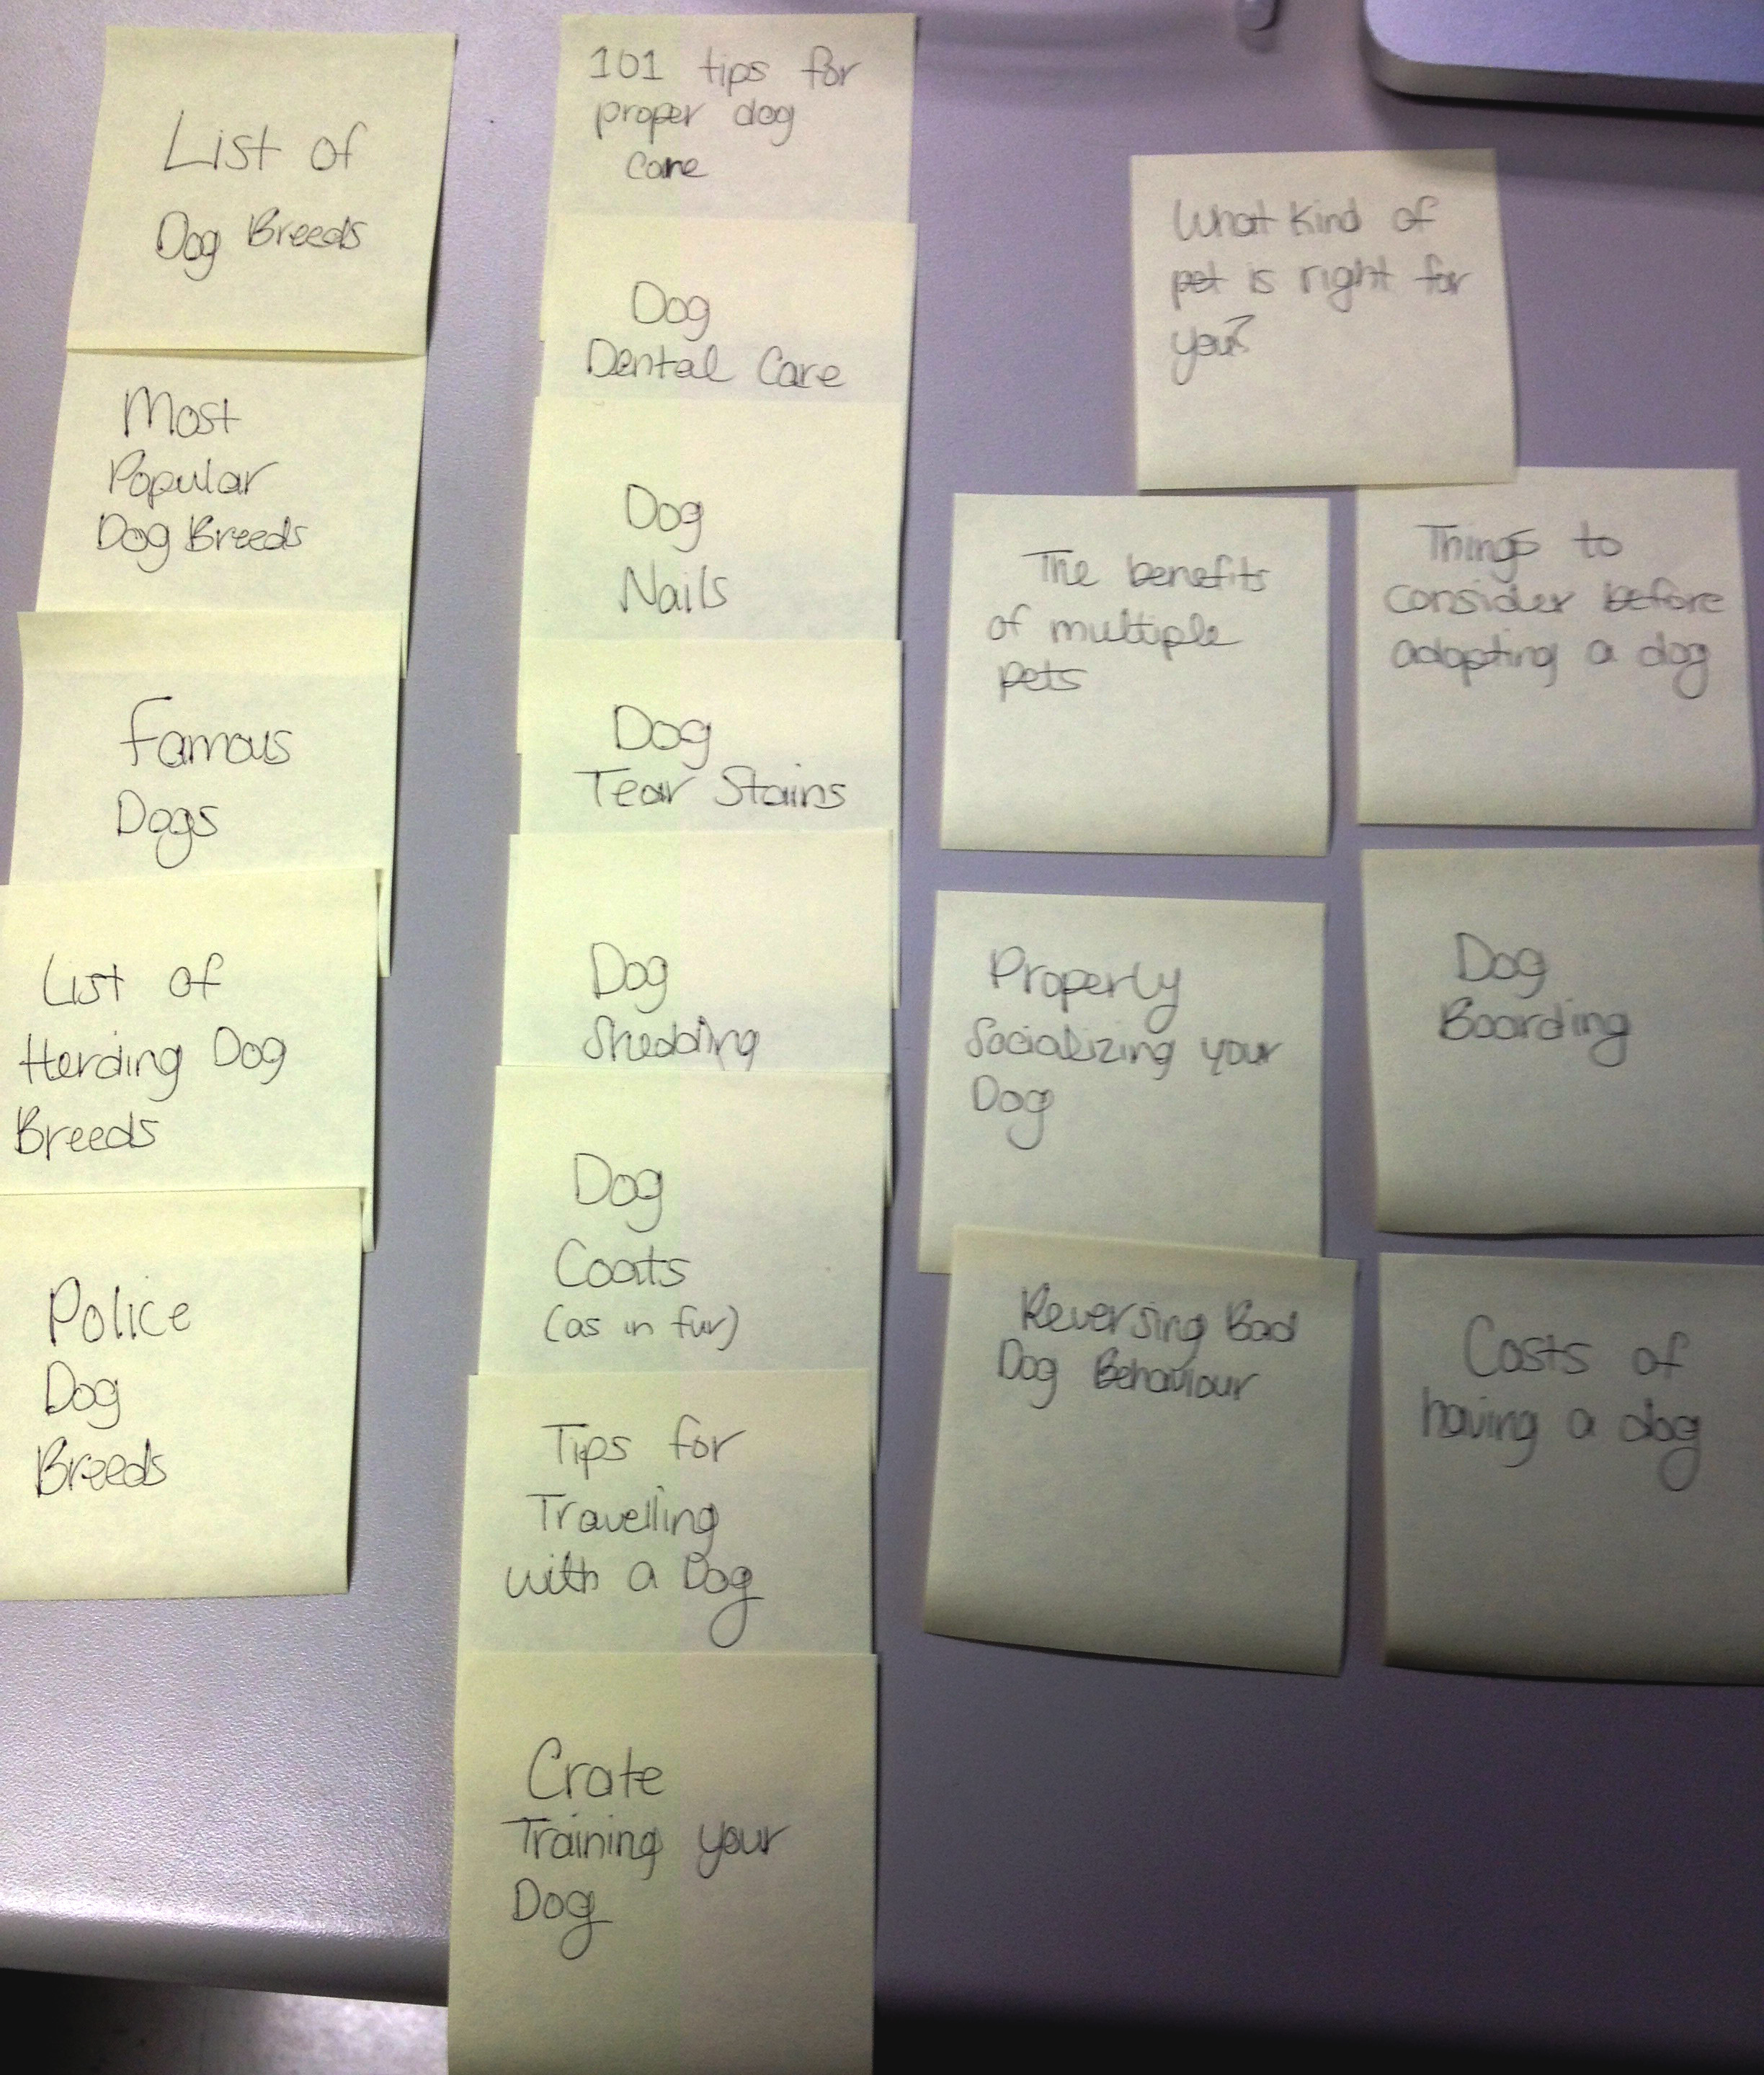 List of
Dog Breeds
Most
Popular
Dog Breeds
Famous
Dogs
List of
Herding Dog
Breeds
Police
Dog
Breeds
101 tips for
proper dog
care
Dog
Dental Care
Dog
Nails
Dog
Tear Stains
Dog
Shedding
Dog
Coats
(as in fur)
Tips for
Travelling
with a Dog
Crate
Training your
Dog
What kind of
pet is right for
you?
The benefits
of multiple
pets
Things to
consider before
adopting a dog
Properly
Socializing your
Dog
Dog
Boarding
Reversing Bad
Dog Behaviour
Costs of
having a dog